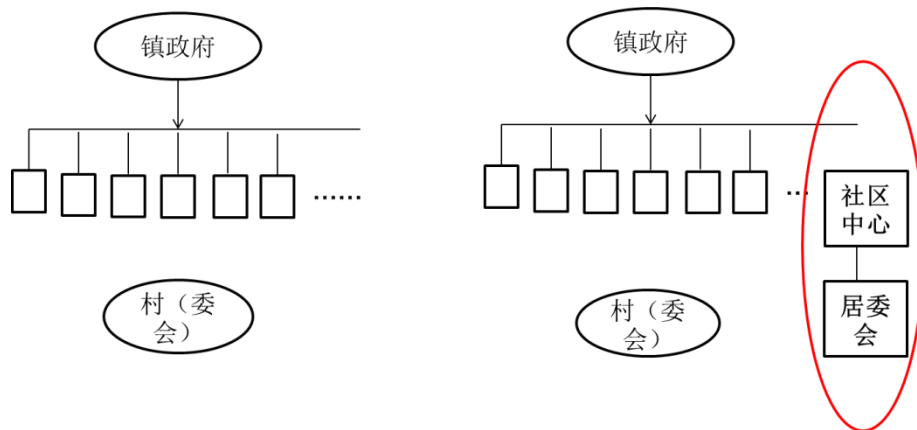 镇政府
镇政府
......
...
社区
中心
村（委
会）
村（委
会）
居委
会